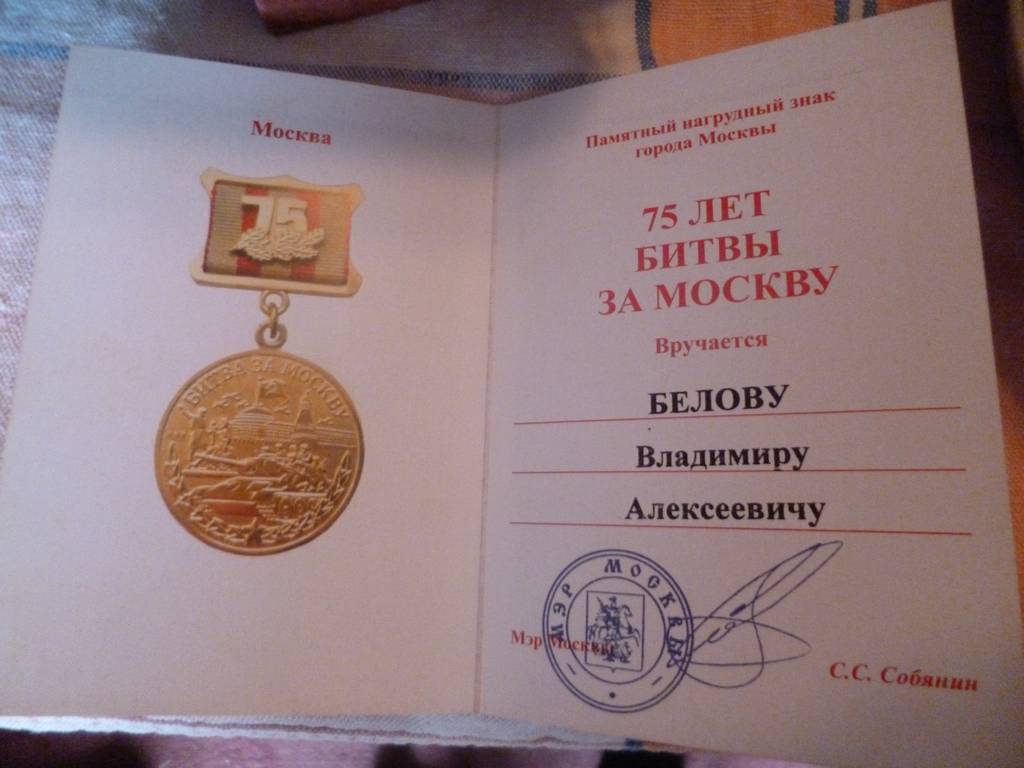 Москва
75
БИТВА ЗА МОСКВУ
Памятный нагрудный знак
города Москвы
75 ЛЕТ
БИТВЫ
ЗА МОСКВУ
Вручается
БЕЛОВУ
Владимиру
Алексеевичу
МЭР МОСКВЫ
Мэр Москвы
С.С. Собянин